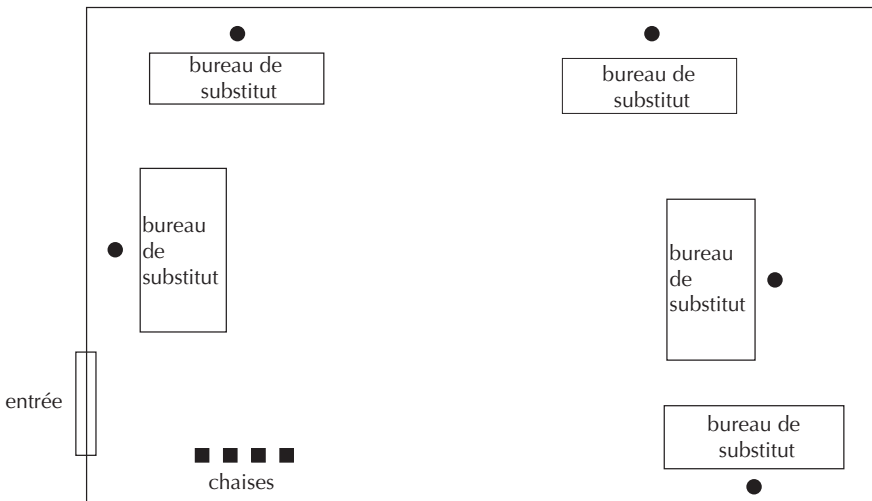 bureau de
substitut
bureau de
substitut
bureau
de
substitut
bureau
de
substitut
entrée
bureau de
substitut
chaises